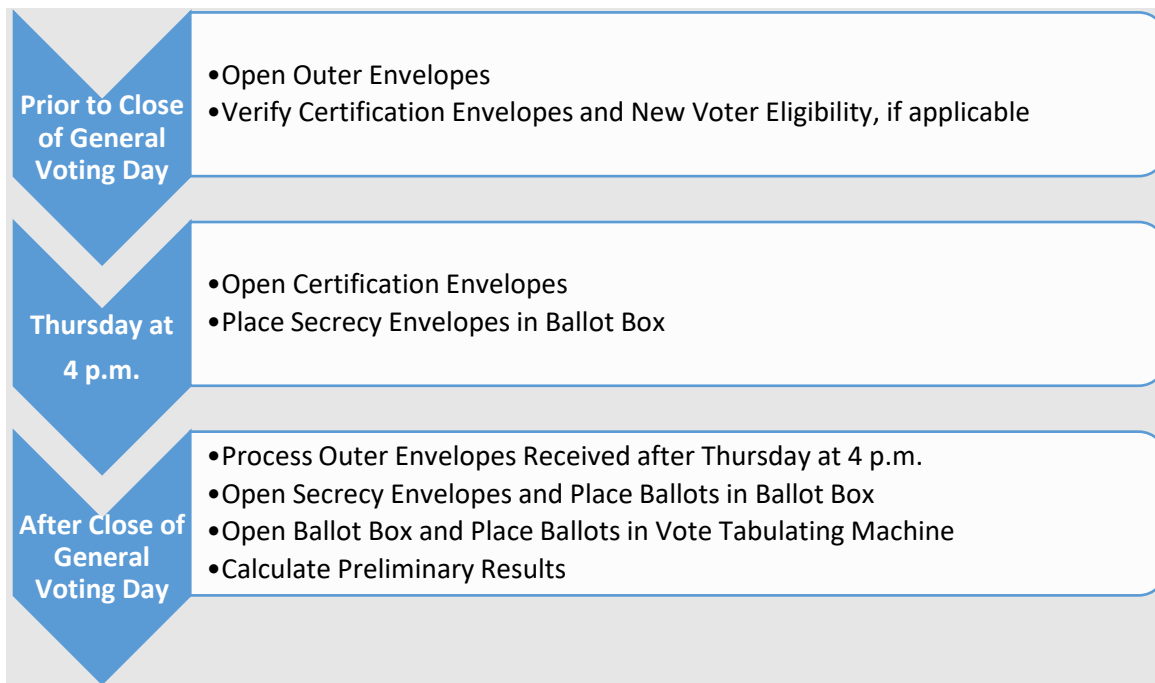 Prior to Close
of General
Voting Day
•Open Outer Envelopes
•Verify Certification Envelopes and New Voter Eligibility, if applicable
Thursday at
4 p.m.
•Open Certification Envelopes
•Place Secrecy Envelopes in Ballot Box
After Close of
General
Voting Day
•Process Outer Envelopes Received after Thursday at 4 p.m.
•Open Secrecy Envelopes and Place Ballots in Ballot Box
•Open Ballot Box and Place Ballots in Vote Tabulating Machine
•Calculate Preliminary Results